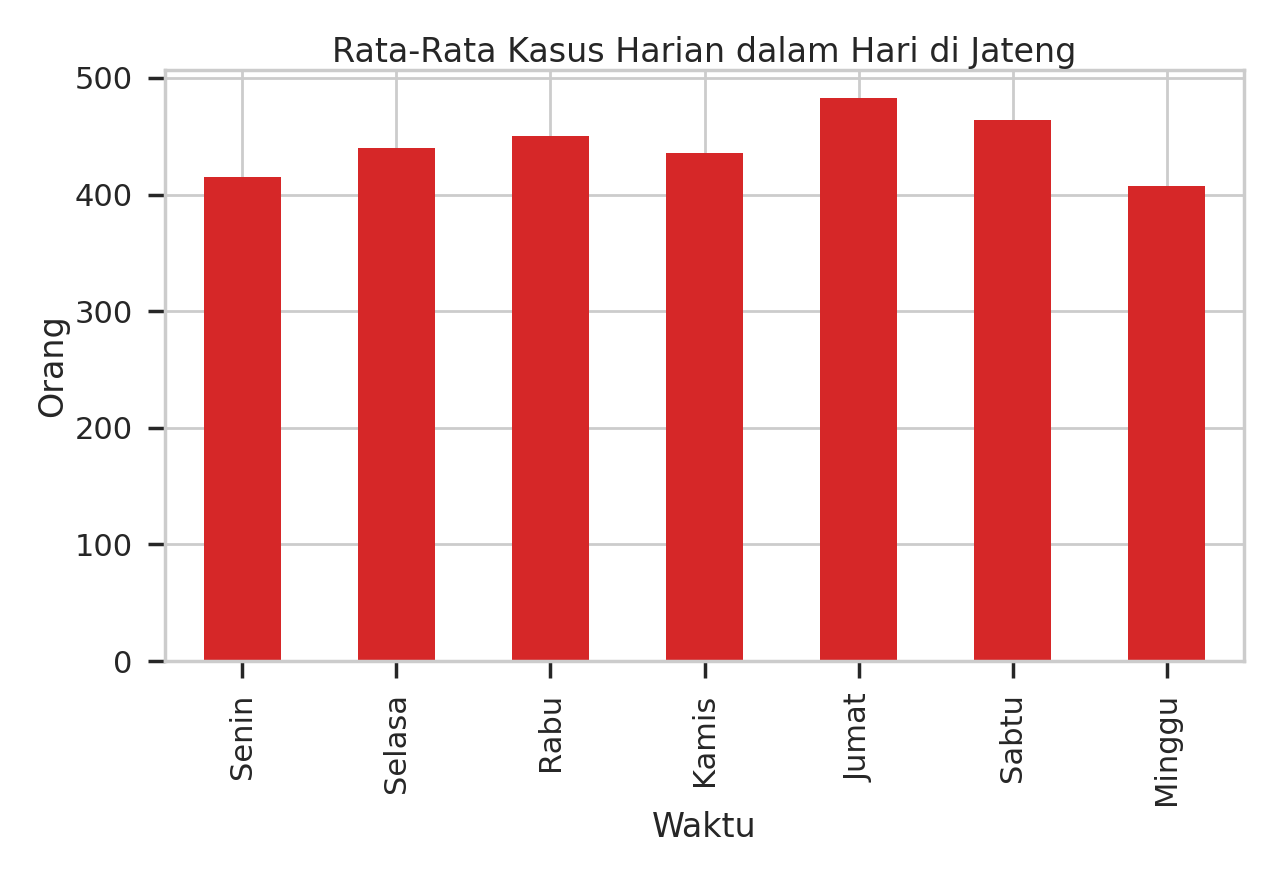 Rata-Rata Kasus Harian dalam Hari di Jateng
500
400
300
200
100
0
Orang
Senin
Selasa
Rabu
Kamis
Jumat
Sabtu
Minggu
Waktu